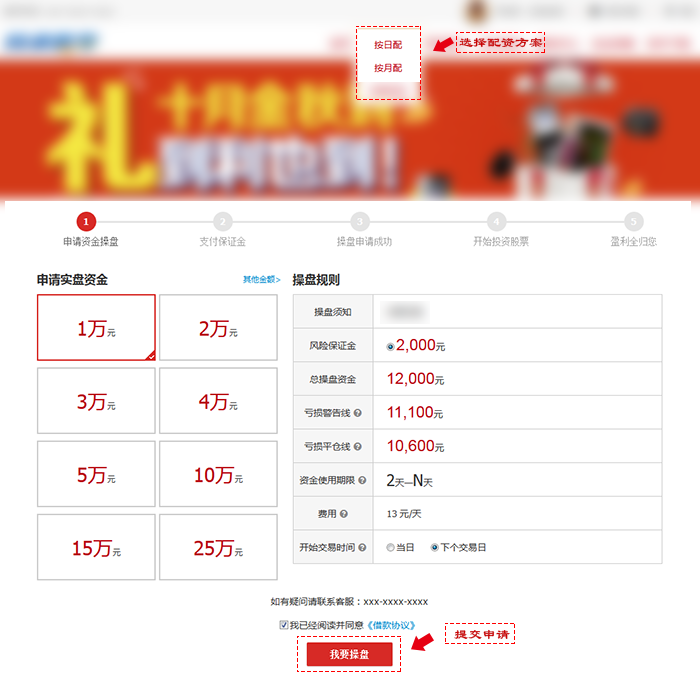 按日配
按月配
选择配资方案
礼
1 2 3 4 5
申请资金操盘 支付保证金 操盘申请成功 开始投资股票 盈利全归您
申请实盘资金 其他金额>
1万元 2万元
3万元 4万元
5万元 10万元
15万元 25万元
操盘规则
操盘须知
风险保证金 2,000元
总操盘资金 12,000元
亏损警告线 ? 11,100元
亏损平仓线 ? 10,600元
资金使用期限 ? 2天—N天
费用 ? 13 元/天
开始交易时间 ? 当日 下个交易日
如有疑问请联系客服：xxx-xxxx-xxxx
我已经阅读并同意《借款协议》
我要操盘
提交申请